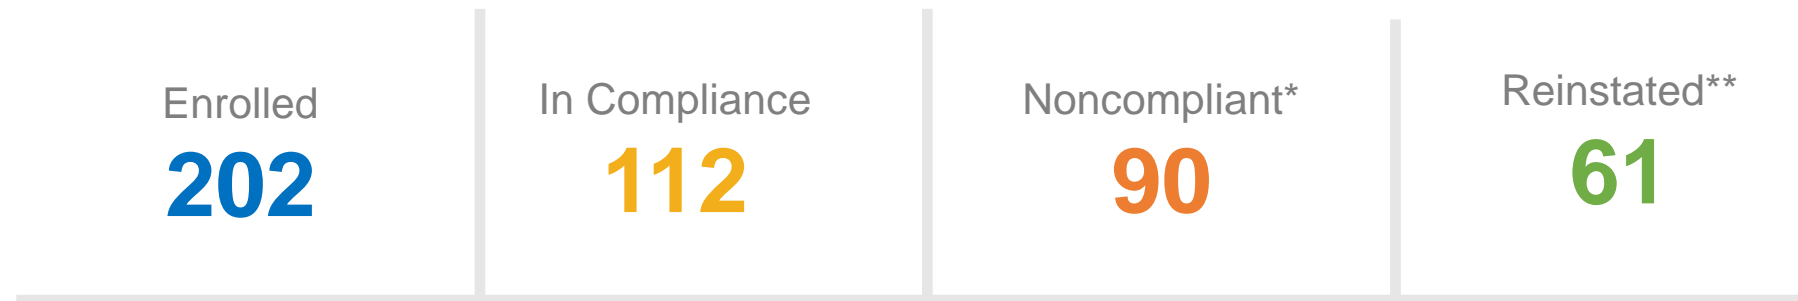 Enrolled
202
In Compliance
112
Noncompliant*
90
Reinstated**
61